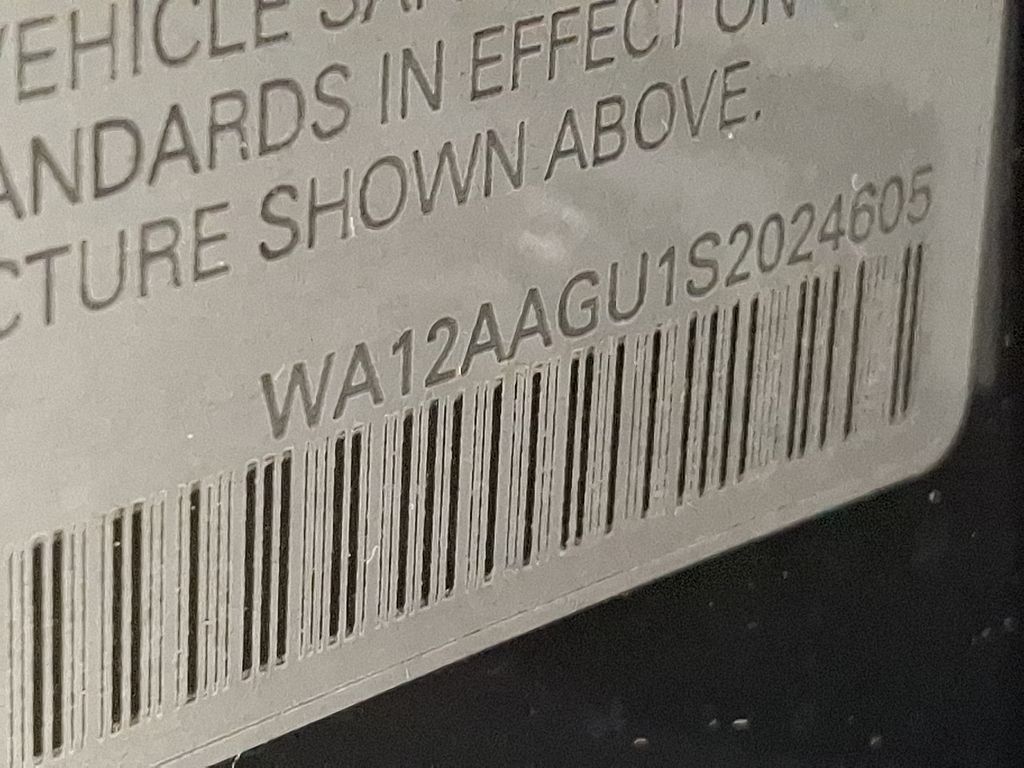 VEHICLE SA
ANDARDS IN EFFECT ON
CTURE SHOWN ABOVE.
WA12AAGU1S2024605